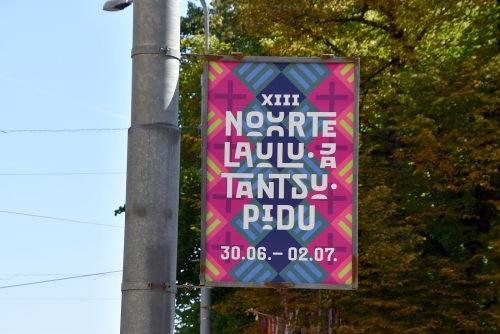 XIII
NOORTE
LAULU- JA
TANTSU-
PIDU
30.06.– 02.07.